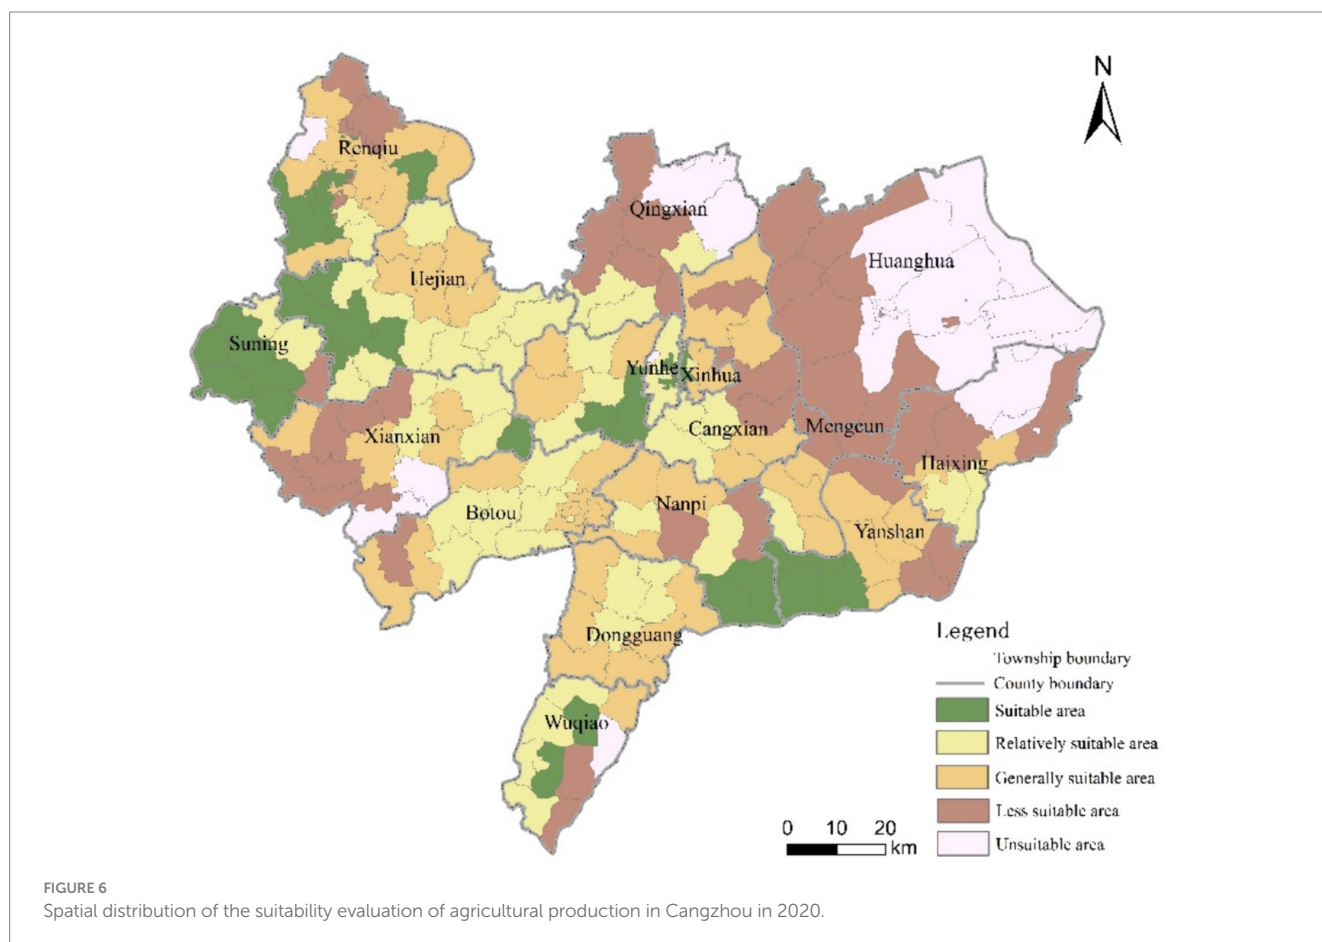 N
Renqiu
Qingxian
Huanghua
Hejian
Suning
Yunhe
Xinhua
Cangxian
Mengcun
Xianxian
Haixing
Nanpi
Botou
Yanshan
Dongguang
Wuqiao
Legend
Township boundary
County boundary
Suitable area
Relatively suitable area
Generally suitable area
Less suitable area
Unsuitable area
0 10 20
km
FIGURE 6
Spatial distribution of the suitability evaluation of agricultural production in Cangzhou in 2020.